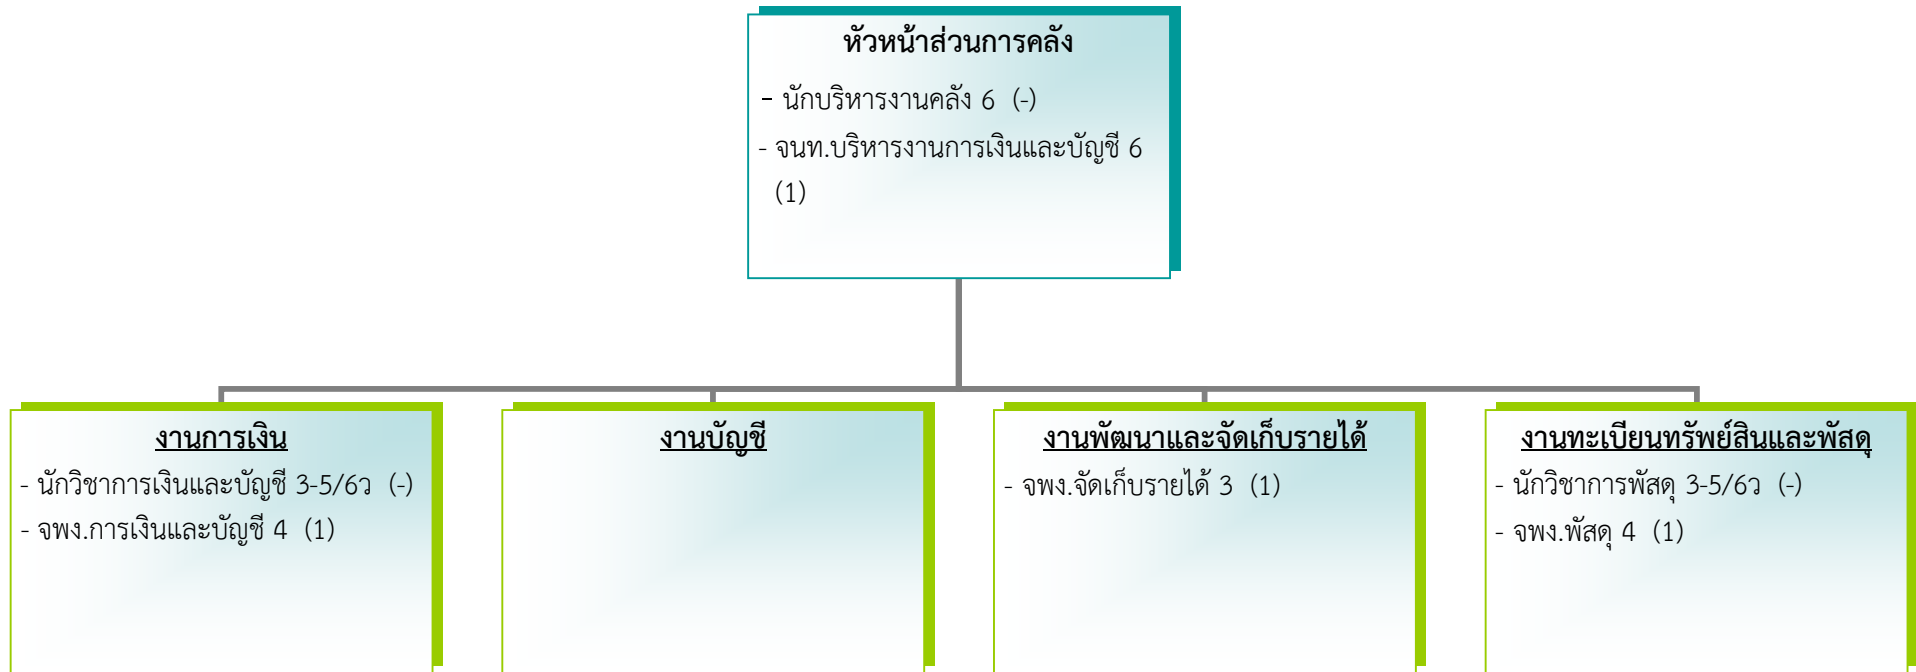 หัวหน้าส่วนการคลัง
- นักบริหารงานคลัง 6 (-)
- จนท.บริหารงานการเงินและบัญชี 6
(1)
งานการเงิน
- นักวิชาการเงินและบัญชี 3-5/6ว (-)
- จพง.การเงินและบัญชี 4 (1)
งานบัญชี
งานพัฒนาและจัดเก็บรายได้
- จพง.จัดเก็บรายได้ 3 (1)
งานทะเบียนทรัพย์สินและพัสดุ
- นักวิชาการพัสดุ 3-5/6ว (-)
- จพง.พัสดุ 4 (1)